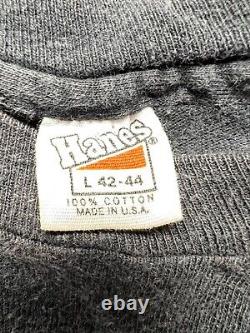 Hanes
L 42-44
100% COTTON
MADE IN U.S.A.